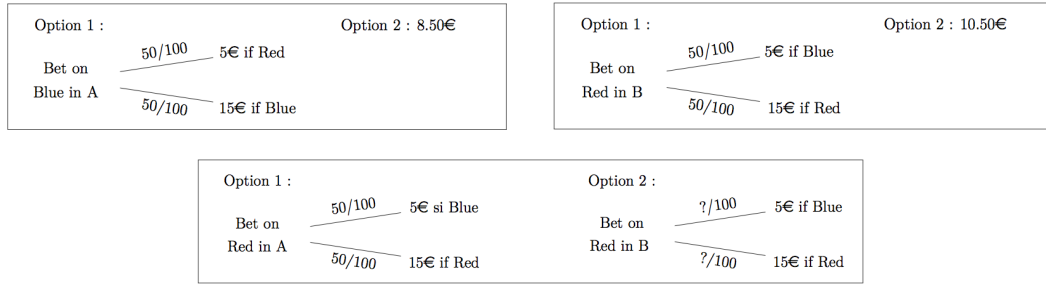 Option 1 :
Option 2 : 8.50€
50/100
5€ if Red
Bet on
Blue in A
50/100
15€ if Blue
Option 1 :
Option 2 : 10.50€
50/100
5€ if Blue
Bet on
Red in B
50/100
15€ if Red
Option 1 :
50/100
5€ si Blue
Bet on
Red in A
50/100
15€ if Red
Option 2 :
?/100
5€ if Blue
Bet on
Red in B
?/100
15€ if Red